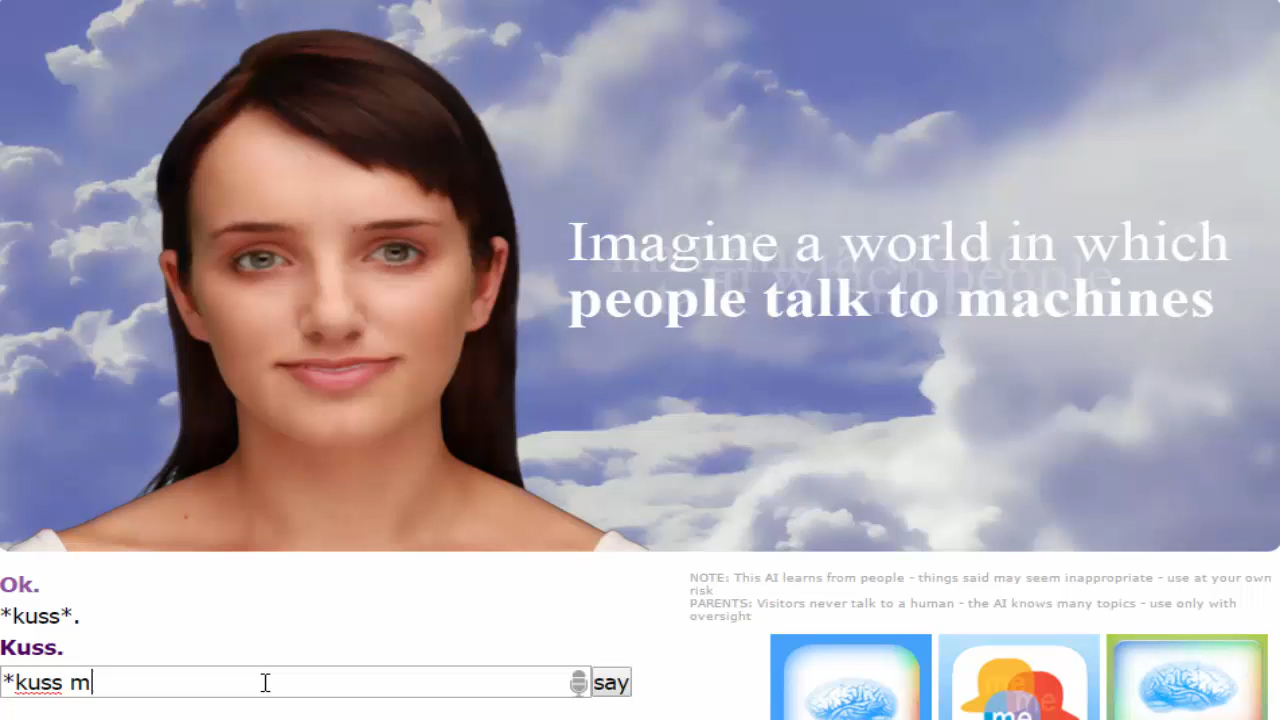 Imagine a world in which
people talk to machines
Ok.
*kuss*.
Kuss.
*kuss m
say
NOTE: This AI learns from people - things said may seem inappropriate - use at your own
risk
PARENTS: Visitors never talk to a human - the AI knows many topics - use only with
oversight
me
me